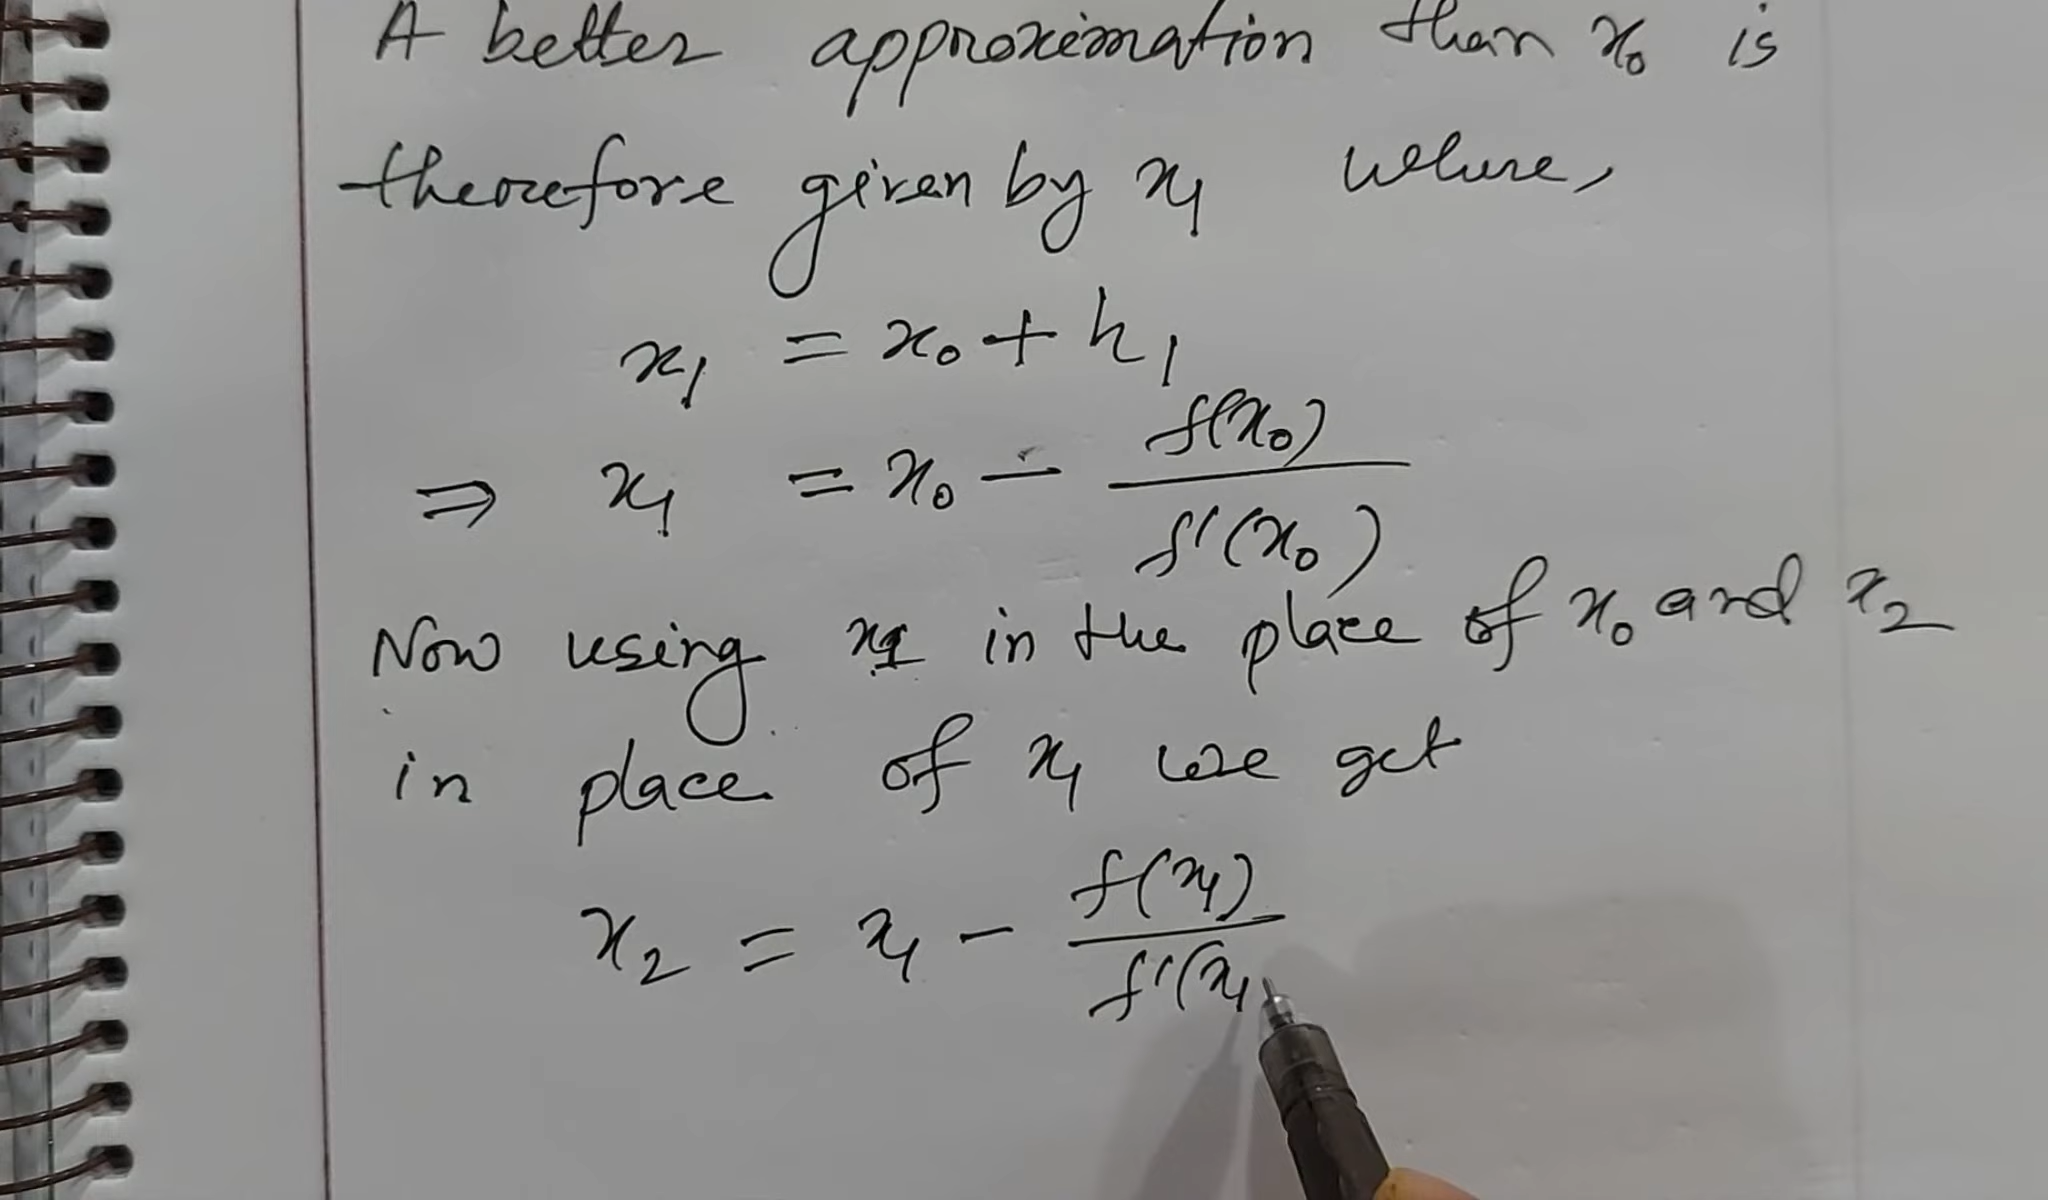 A better approximation than x₀ is
therefore given by x₁ where,
x₁ = x₀ + h₁
⇒ x₁ = x₀ - f(x₀) / f'(x₀)
Now using x₁ in the place of x₀ and x₂
in place of x₁ we get
x₂ = x₁ - f(x₁) / f'(x₁